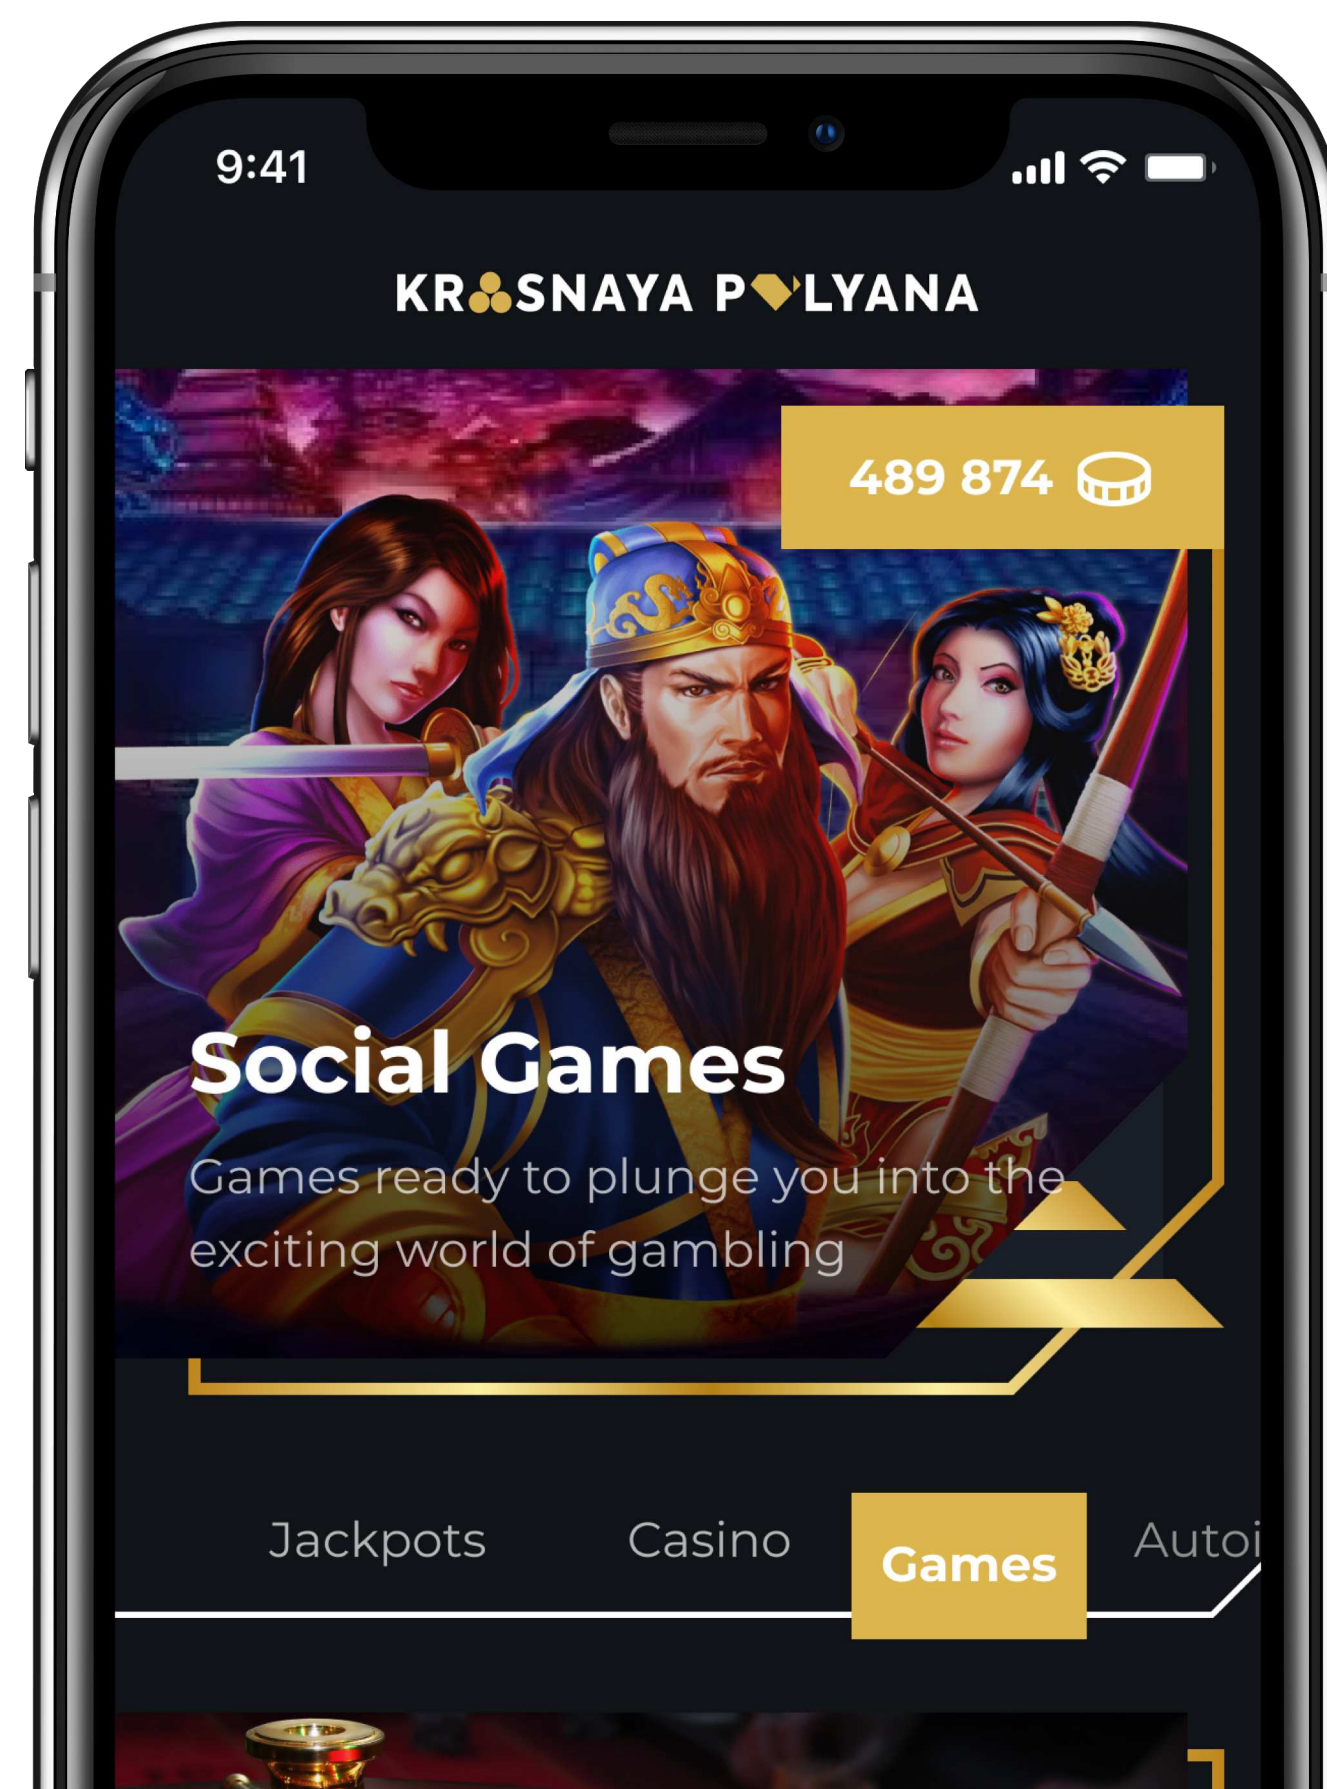 9:41
KRASNAYA POLYANA
489 874
Social Games
Games ready to plunge you into the
exciting world of gambling
Jackpots Casino Games Autoi